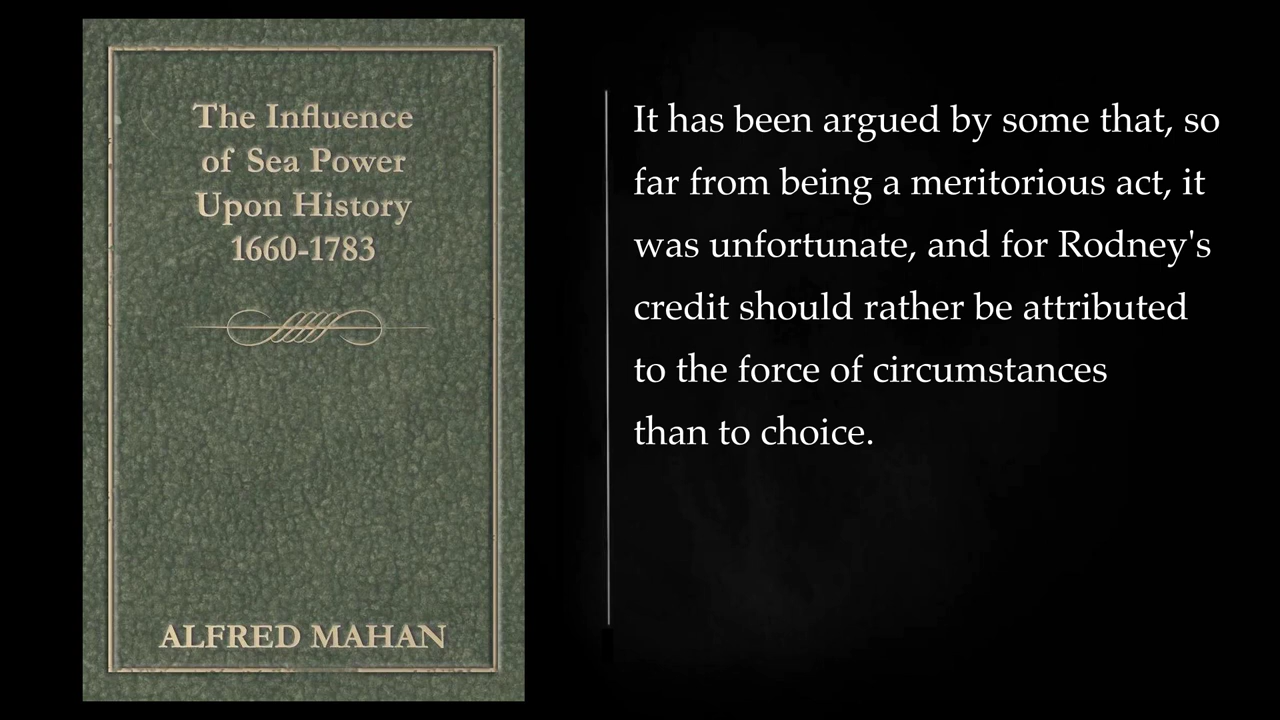 The Influence
of Sea Power
Upon History
1660-1783
ALFRED MAHAN
It has been argued by some that, so
far from being a meritorious act, it
was unfortunate, and for Rodney's
credit should rather be attributed
to the force of circumstances
than to choice.